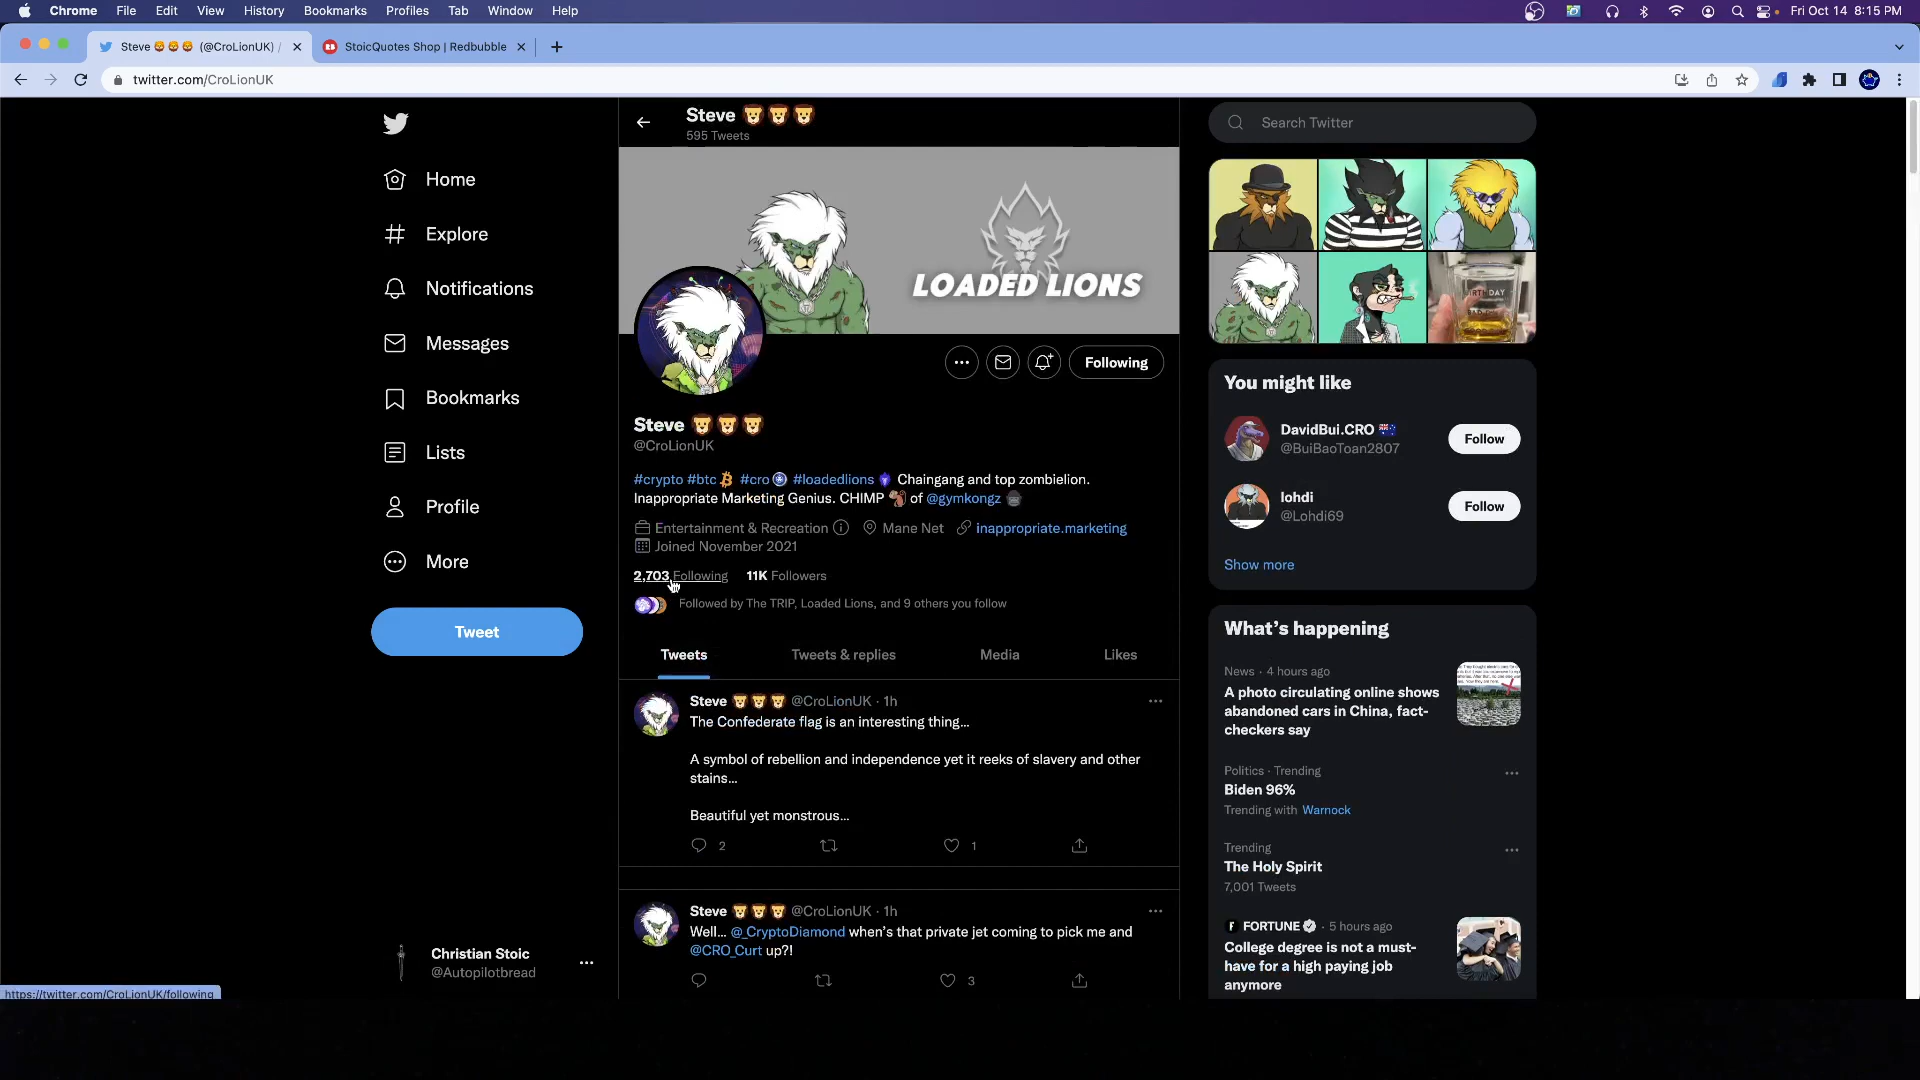 Chrome File Edit View History Bookmarks Profiles Tab Window Help
Fri Oct 14 8:15 PM
Steve 🦁🦁🦁 (@CroLionUK) /
StoicQuotes Shop | Redbubble
twitter.com/CroLionUK
Home
Explore
Notifications
Messages
Bookmarks
Lists
Profile
More
Tweet
Christian Stoic
@Autopilotbread
https://twitter.com/CroLionUK/following
Steve 🦁🦁🦁
595 Tweets
LOADED LIONS
Following
Steve 🦁🦁🦁
@CroLionUK
#crypto #btc #cro #loadedlions Chaingang and top zombielion.
Inappropriate Marketing Genius. CHIMP 🐿 of @gymkongz 🦍
Entertainment & Recreation Mane Net inappropriate.marketing
Joined November 2021
2,703 Following 11K Followers
Followed by The TRIP, Loaded Lions, and 9 others you follow
Tweets Tweets & replies Media Likes
Steve 🦁🦁🦁 @CroLionUK · 1h
The Confederate flag is an interesting thing...
A symbol of rebellion and independence yet it reeks of slavery and other
stains...
Beautiful yet monstrous...
2 1
Steve 🦁🦁🦁 @CroLionUK · 1h
Well... @_CryptoDiamond when's that private jet coming to pick me and
@CRO_Curt up?!
3
Search Twitter
You might like
DavidBui.CRO 🇦🇺
@BuiBaoToan2807
Follow
lohdi
@Lohdi69
Follow
Show more
What's happening
News · 4 hours ago
A photo circulating online shows
abandoned cars in China, fact-
checkers say
Politics · Trending
Biden 96%
Trending with Warnock
Trending
The Holy Spirit
7,001 Tweets
FORTUNE · 5 hours ago
College degree is not a must-
have for a high paying job
anymore